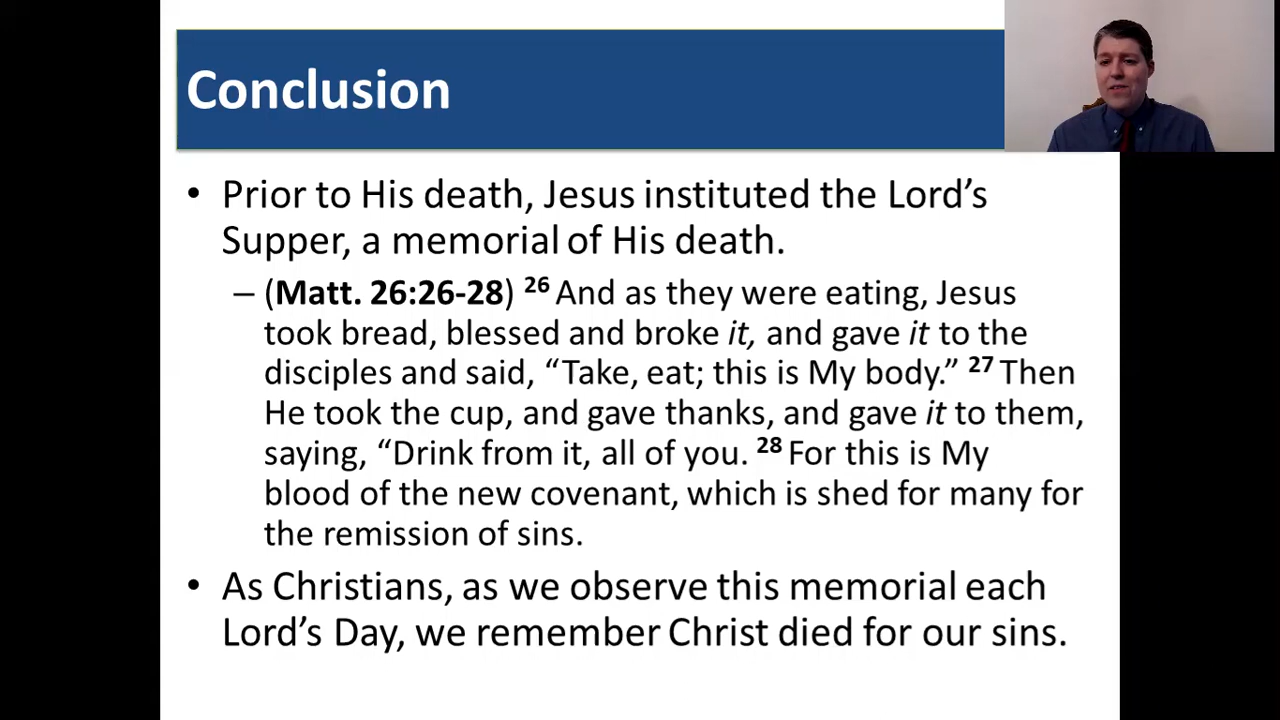 Conclusion
• Prior to His death, Jesus instituted the Lord’s
Supper, a memorial of His death.
– (Matt. 26:26-28) 26 And as they were eating, Jesus
took bread, blessed and broke it, and gave it to the
disciples and said, “Take, eat; this is My body.” 27 Then
He took the cup, and gave thanks, and gave it to them,
saying, “Drink from it, all of you. 28 For this is My
blood of the new covenant, which is shed for many for
the remission of sins.
• As Christians, as we observe this memorial each
Lord’s Day, we remember Christ died for our sins.